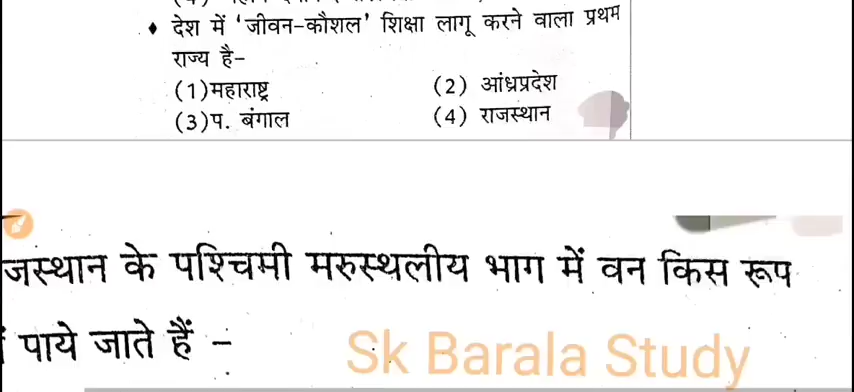 ♦ देश में 'जीवन-कौशल' शिक्षा लागू करने वाला प्रथम
राज्य है-
(1)महाराष्ट्र (2) आंध्रप्रदेश
(3)प. बंगाल (4) राजस्थान
जस्थान के पश्चिमी मरुस्थलीय भाग में वन किस रूप
पाये जाते हैं -
Sk Barala Study